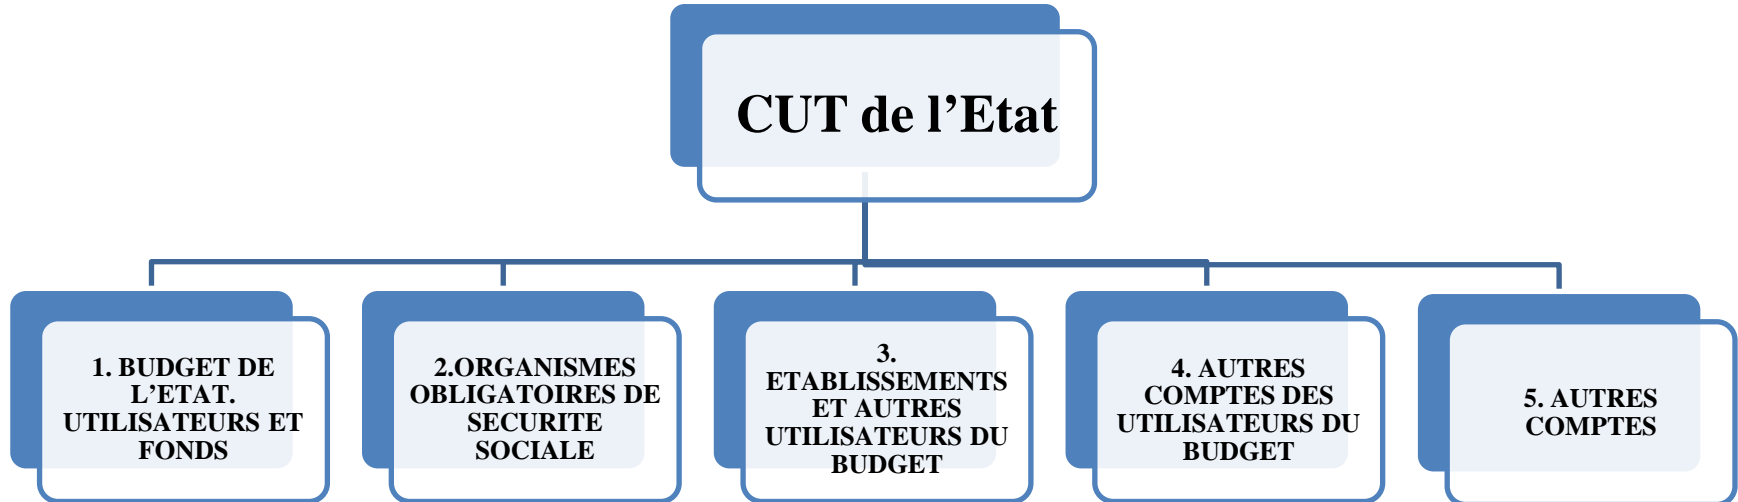 CUT de l’Etat
1. BUDGET DE
L’ETAT.
UTILISATEURS ET
FONDS
2.ORGANISMES
OBLIGATOIRES DE
SECURITE
SOCIALE
3.
ETABLISSEMENTS
ET AUTRES
UTILISATEURS DU
BUDGET
4. AUTRES
COMPTES DES
UTILISATEURS DU
BUDGET
5. AUTRES
COMPTES